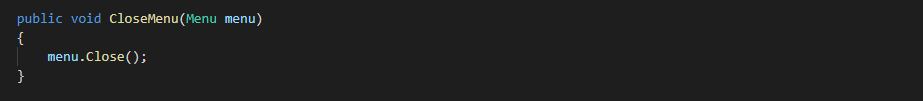 public void CloseMenu(Menu menu)
{
    menu.Close();
}